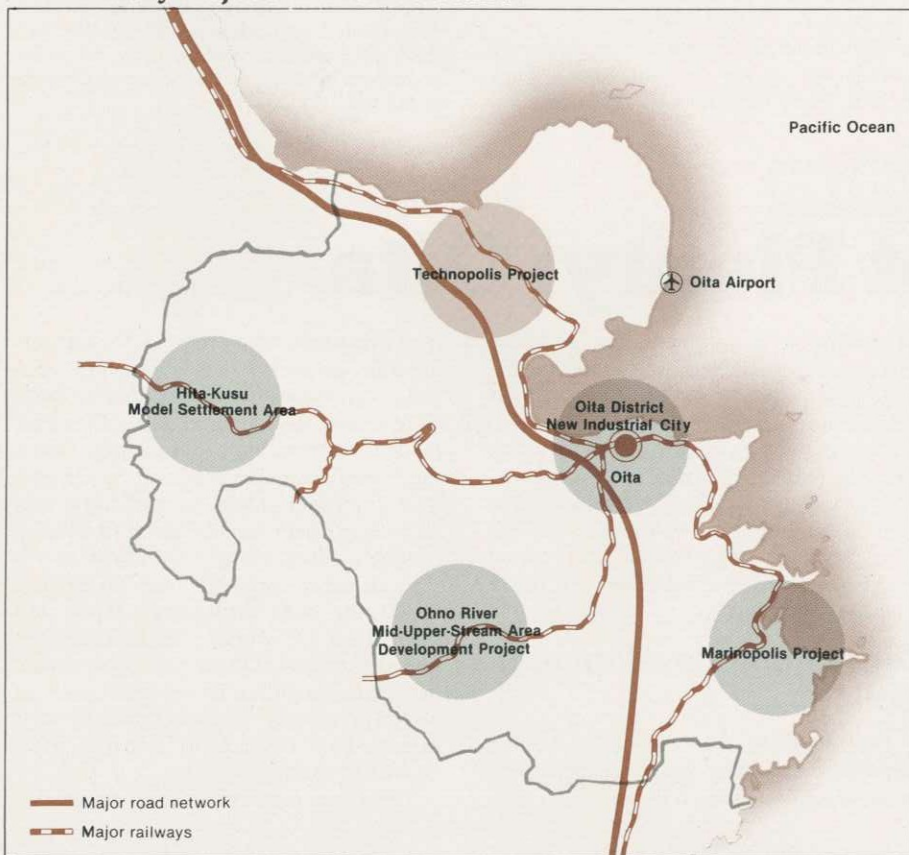 Pacific Ocean
Technopolis Project
Oita Airport
Hita-Kusu
Model Settlement Area
Oita District
New Industrial City
Oita
Ohno River
Mid-Upper-Stream Area
Development Project
Marinopolis Project
Major road network
Major railways